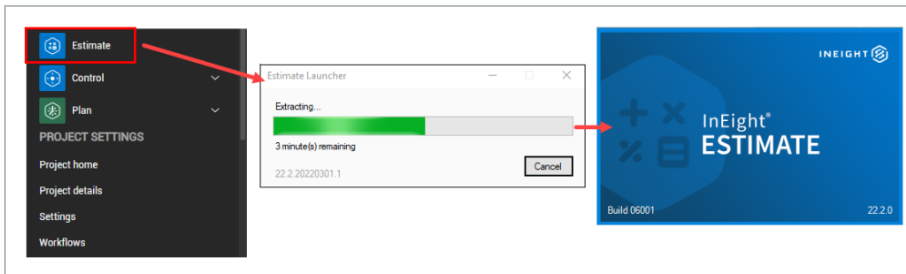 Estimate
Control
Plan
PROJECT SETTINGS
Project home
Project details
Settings
Workflows
Estimate Launcher
Extracting...
3 minute(s) remaining
22.2.20220301.1
Cancel
INEIGHT
InEight®
ESTIMATE
Build 06001
22.2.0